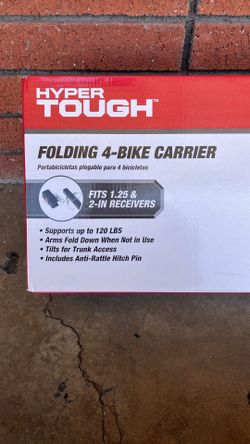 HYPER
TOUGH™
FOLDING 4-BIKE CARRIER
Portabicicletas plegable para 4 bicicletas
FITS 1.25 &
2-IN RECEIVERS
• Supports up to 120 LBS
• Arms Fold Down When Not in Use
• Tilts for Trunk Access
• Includes Anti-Rattle Hitch Pin